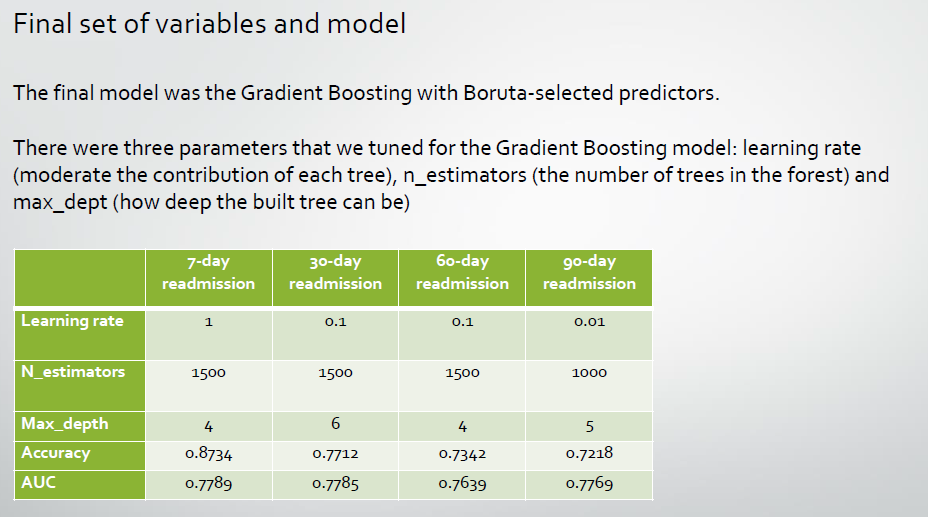 Final set of variables and model
The final model was the Gradient Boosting with Boruta-selected predictors.
There were three parameters that we tuned for the Gradient Boosting model: learning rate
(moderate the contribution of each tree), n_estimators (the number of trees in the forest) and
max_dept (how deep the built tree can be)
7-day readmission 30-day readmission 60-day readmission 90-day readmission
Learning rate 1 0.1 0.1 0.01
N_estimators 1500 1500 1500 1000
Max_depth 4 6 4 5
Accuracy 0.8734 0.7712 0.7342 0.7218
AUC 0.7789 0.7785 0.7639 0.7769